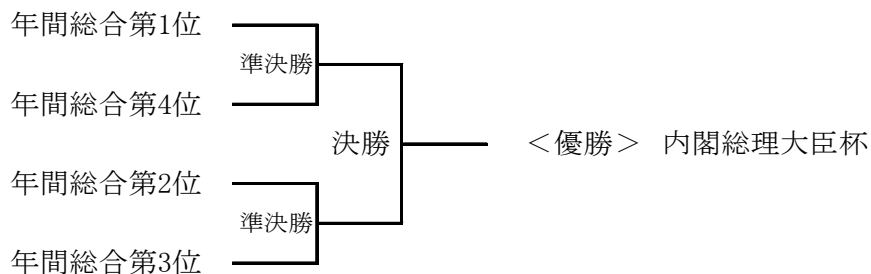 年間総合第1位
準決勝
年間総合第4位
決勝
＜優勝＞ 内閣総理大臣杯
年間総合第2位
準決勝
年間総合第3位